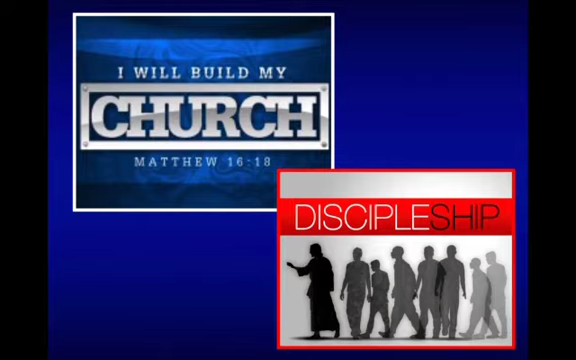 I WILL BUILD MY
CHURCH
MATTHEW 16:18
DISCIPLESHIP